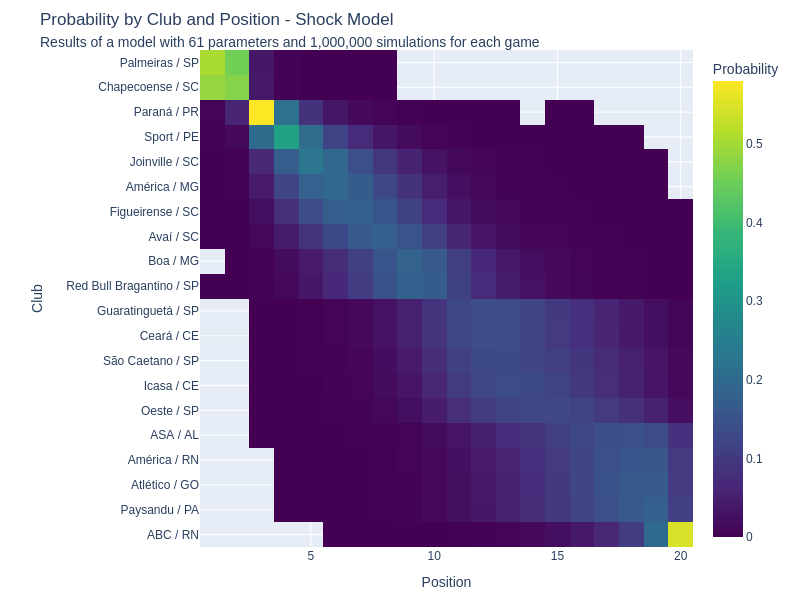 Probability by Club and Position - Shock Model
Results of a model with 61 parameters and 1,000,000 simulations for each game
Probability
Palmeiras / SP
Chapecoense / SC
Paraná / PR
Sport / PE
Joinville / SC
América / MG
Figueirense / SC
Avaí / SC
Boa / MG
Red Bull Bragantino / SP
Guaratinguetá / SP
Ceará / CE
São Caetano / SP
Icasa / CE
Oeste / SP
ASA / AL
América / RN
Atlético / GO
Paysandu / PA
ABC / RN
Club
5
10
15
20
Position
0.5
0.4
0.3
0.2
0.1
0